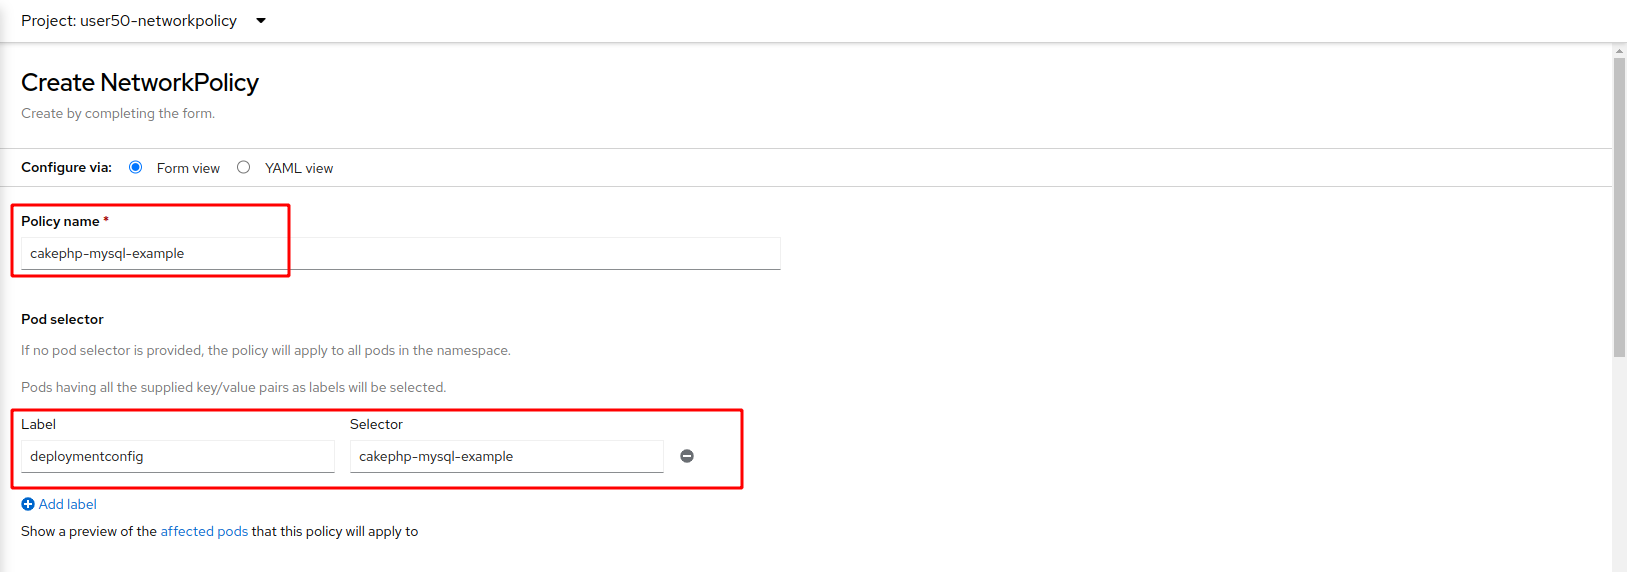 Project: user50-networkpolicy
Create NetworkPolicy
Create by completing the form.
Configure via: Form view YAML view
Policy name *
cakephp-mysql-example
Pod selector
If no pod selector is provided, the policy will apply to all pods in the namespace.
Pods having all the supplied key/value pairs as labels will be selected.
Label Selector
deploymentconfig cakephp-mysql-example
Add label
Show a preview of the affected pods that this policy will apply to